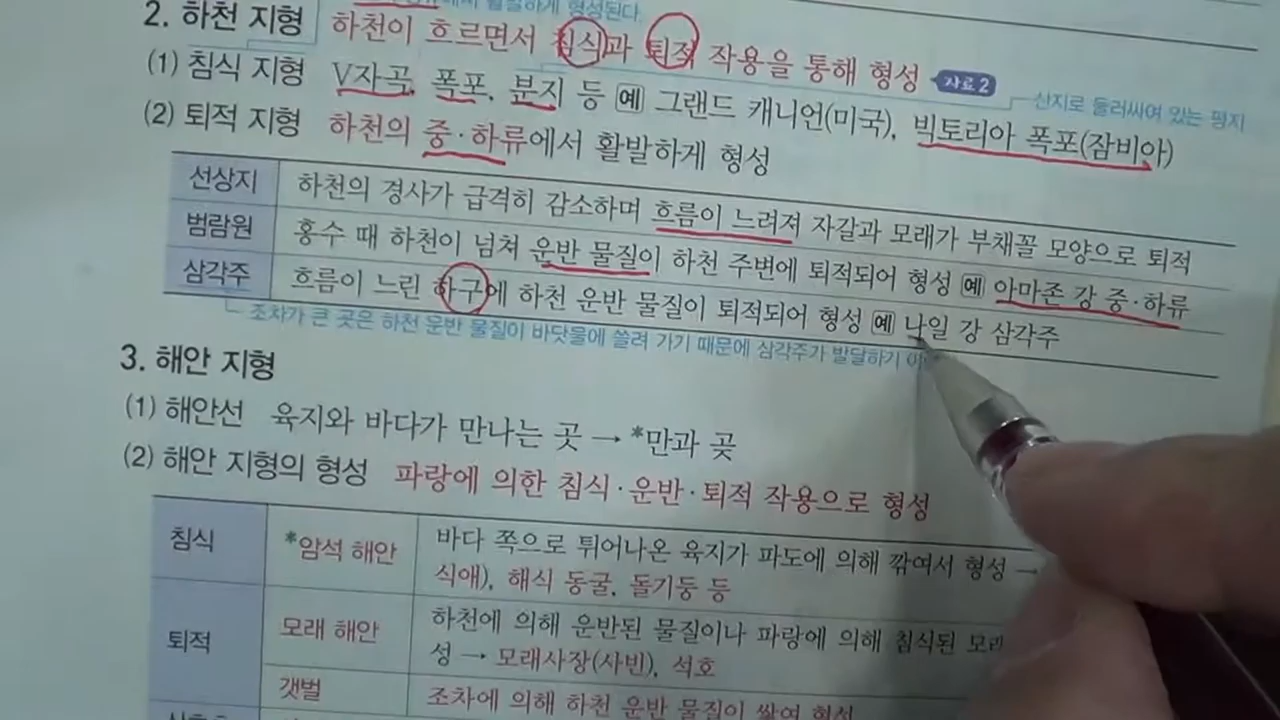 활발하게 형성된다.
2. 하천 지형 하천이 흐르면서 침식과 퇴적 작용을 통해 형성 자료2
(1) 침식 지형 V자곡, 폭포, 분지 등 예 그랜드 캐니언(미국), 빅토리아 폭포(잠비아)
산지로 둘러싸여 있는 평지
(2) 퇴적 지형 하천의 중·하류에서 활발하게 형성
선상지 하천의 경사가 급격히 감소하며 흐름이 느려져 자갈과 모래가 부채꼴 모양으로 퇴적
범람원 홍수 때 하천이 넘쳐 운반 물질이 하천 주변에 퇴적되어 형성 예 아마존 강 중·하류
삼각주 흐름이 느린 하구에 하천 운반 물질이 퇴적되어 형성 예 나일 강 삼각주
조차가 큰 곳은 하천 운반 물질이 바닷물에 쓸려 가기 때문에 삼각주가 발달하기
3. 해안 지형
(1) 해안선 육지와 바다가 만나는 곳 → *만과 곶
(2) 해안 지형의 형성 파랑에 의한 침식·운반·퇴적 작용으로 형성
침식 *암석 해안 바다 쪽으로 튀어나온 육지가 파도에 의해 깎여서 형성 →
식애), 해식 동굴, 돌기둥 등
퇴적 모래 해안 하천에 의해 운반된 물질이나 파랑에 의해 침식된
성 → 모래사장(사빈), 석호
갯벌 조차에 의해 하천 운반 물질이 쌓여 형성